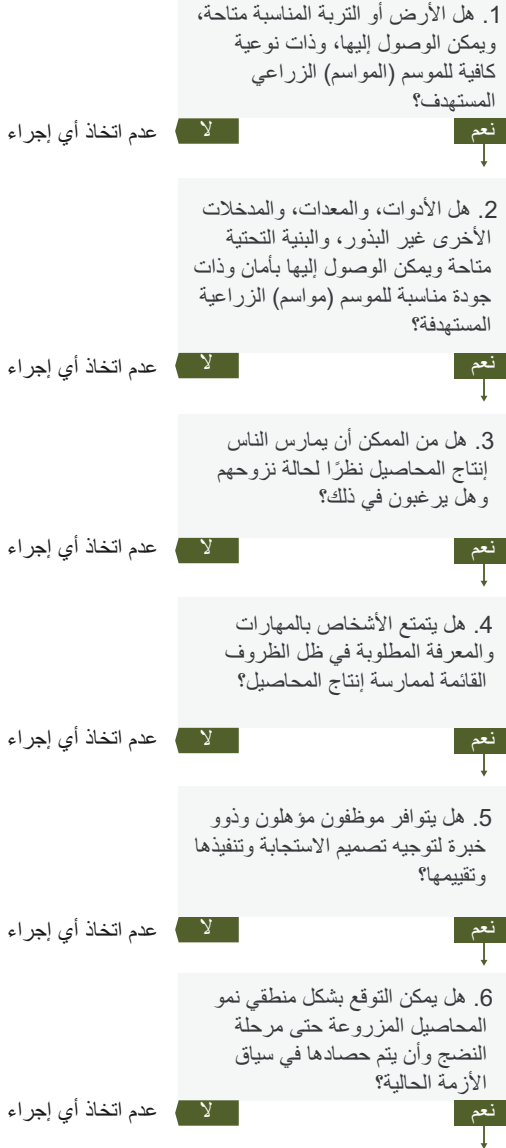 1. هل الأرض أو التربة المناسبة متاحة،
ويمكن الوصول إليها، وذات نوعية
كافية للموسم (المواسم) الزراعي
المستهدف؟
نعم
لا
عدم اتخاذ أي إجراء
2. هل الأدوات، والمعدات، والمدخلات
الأخرى غير البذور، والبنية التحتية
متاحة ويمكن الوصول إليها بأمان وذات
جودة مناسبة للموسم (مواسم) الزراعية
المستهدفة؟
نعم
لا
عدم اتخاذ أي إجراء
3. هل من الممكن أن يمارس الناس
إنتاج المحاصيل نظرًا لحالة نزوحهم
وهل يرغبون في ذلك؟
نعم
لا
عدم اتخاذ أي إجراء
4. هل يتمتع الأشخاص بالمهارات
والمعرفة المطلوبة في ظل الظروف
القائمة لممارسة إنتاج المحاصيل؟
نعم
لا
عدم اتخاذ أي إجراء
5. هل يتوافر موظفون مؤهلون وذوو
خبرة لتوجيه تصميم الاستجابة وتنفيذها
وتقييمها؟
نعم
لا
عدم اتخاذ أي إجراء
6. هل يمكن التوقع بشكل منطقي نمو
المحاصيل المزروعة حتى مرحلة
النضج وأن يتم حصادها في سياق
الأزمة الحالية؟
نعم
لا
عدم اتخاذ أي إجراء